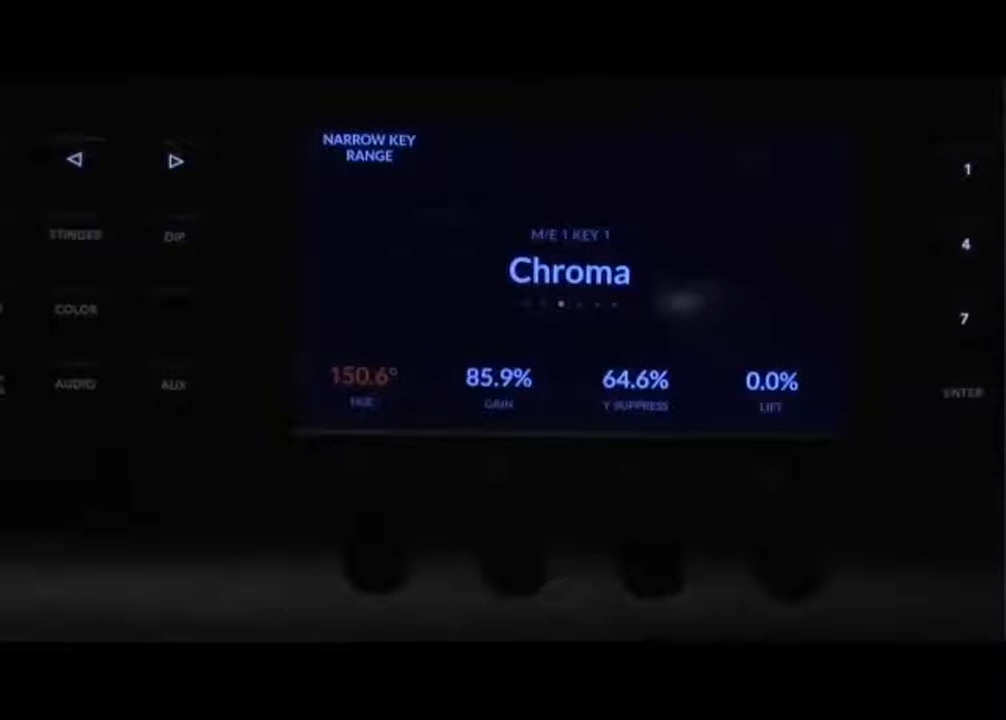 NARROW KEY
RANGE
1
STINGER
DIP
M/E 1 KEY 1
4
Chroma
COLOR
7
150.6°
85.9%
64.6%
0.0%
AUDIO
AUX
ENTER
HUE
GAIN
Y SUPPRESS
LIFT